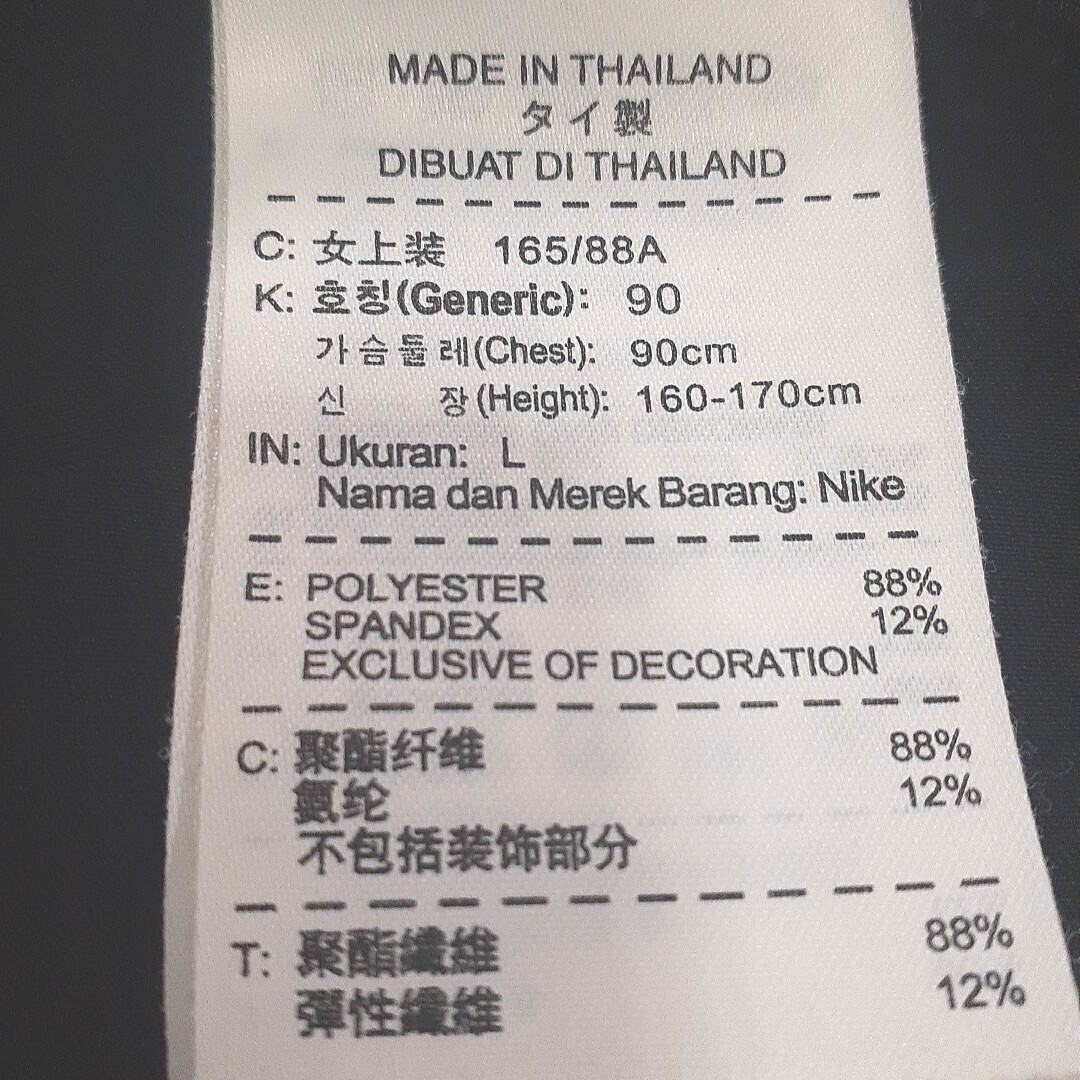 MADE IN THAILAND
タイ製
DIBUAT DI THAILAND
C: 女上装 165/88A
K: 호칭(Generic): 90
가슴둘레(Chest): 90cm
신 장(Height): 160-170cm
IN: Ukuran: L
Nama dan Merek Barang: Nike
E: POLYESTER 88%
SPANDEX 12%
EXCLUSIVE OF DECORATION
C: 聚酯纤维 88%
氨纶 12%
不包括装饰部分
T: 聚酯纖維 88%
彈性纖維 12%